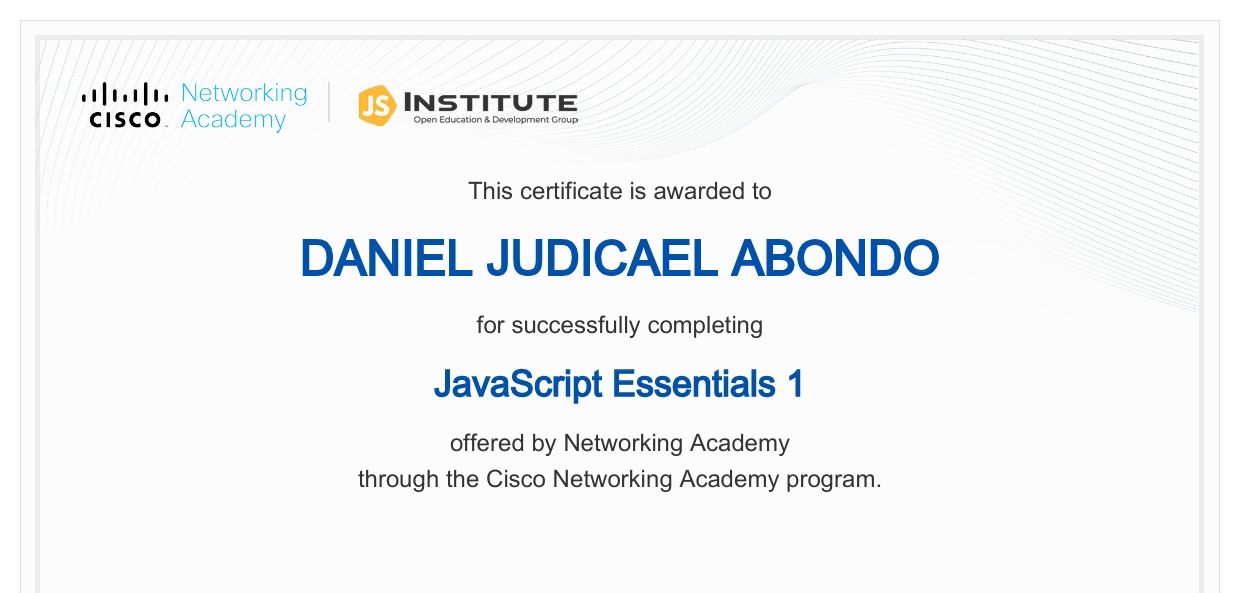 CISCO Networking Academy
JS INSTITUTE
Open Education & Development Group
This certificate is awarded to
DANIEL JUDICAEL ABONDO
for successfully completing
JavaScript Essentials 1
offered by Networking Academy
through the Cisco Networking Academy program.